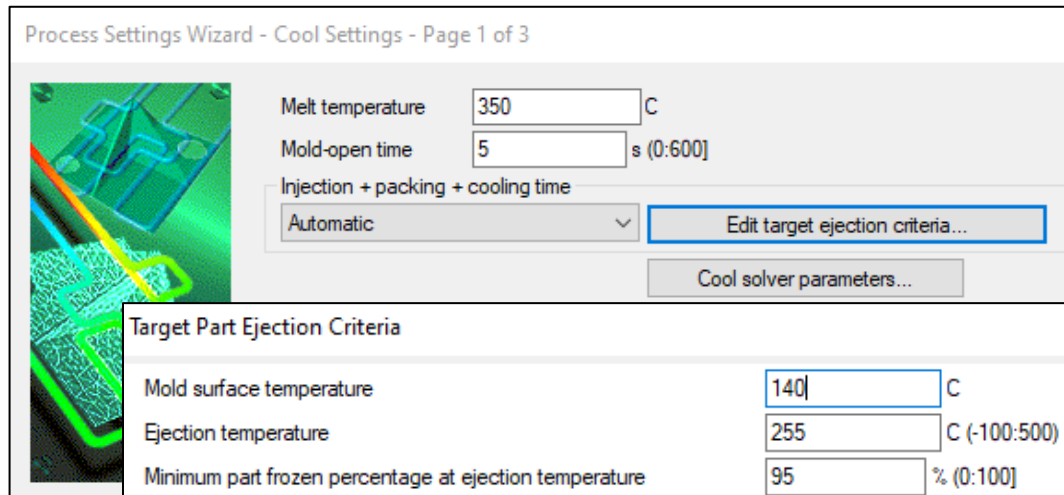 Process Settings Wizard - Cool Settings - Page 1 of 3
Melt temperature 350 C
Mold-open time 5 s (0:600]
Injection + packing + cooling time
Automatic Edit target ejection criteria...
Cool solver parameters...
Target Part Ejection Criteria
Mold surface temperature 140 C
Ejection temperature 255 C (-100:500)
Minimum part frozen percentage at ejection temperature 95 % (0:100]